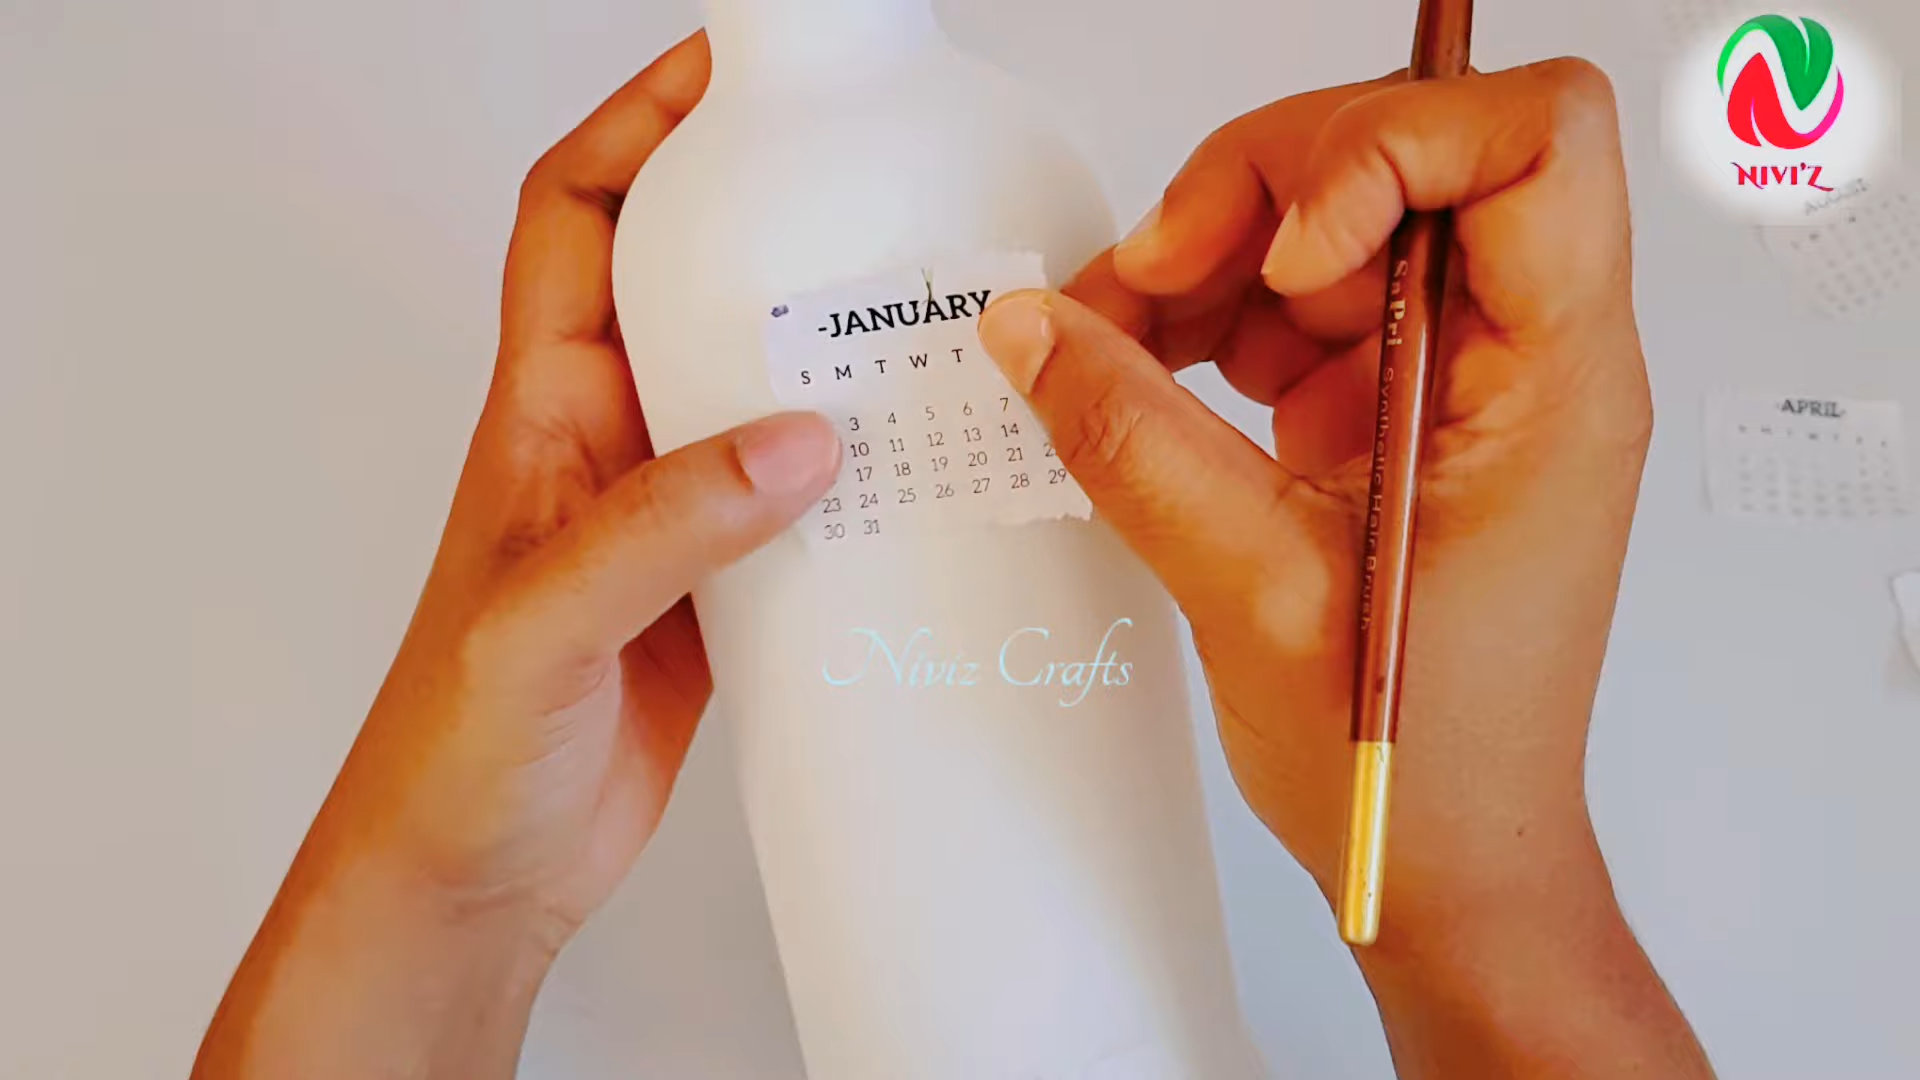 NIVI'Z
AUGUST
-JANUARY
S M T W T
3 4 5 6 7
10 11 12 13 14
17 18 19 20 21
23 24 25 26 27 28 29
30 31
-APRIL-
SaPri Synthetic Hair Brush
Niviz Crafts